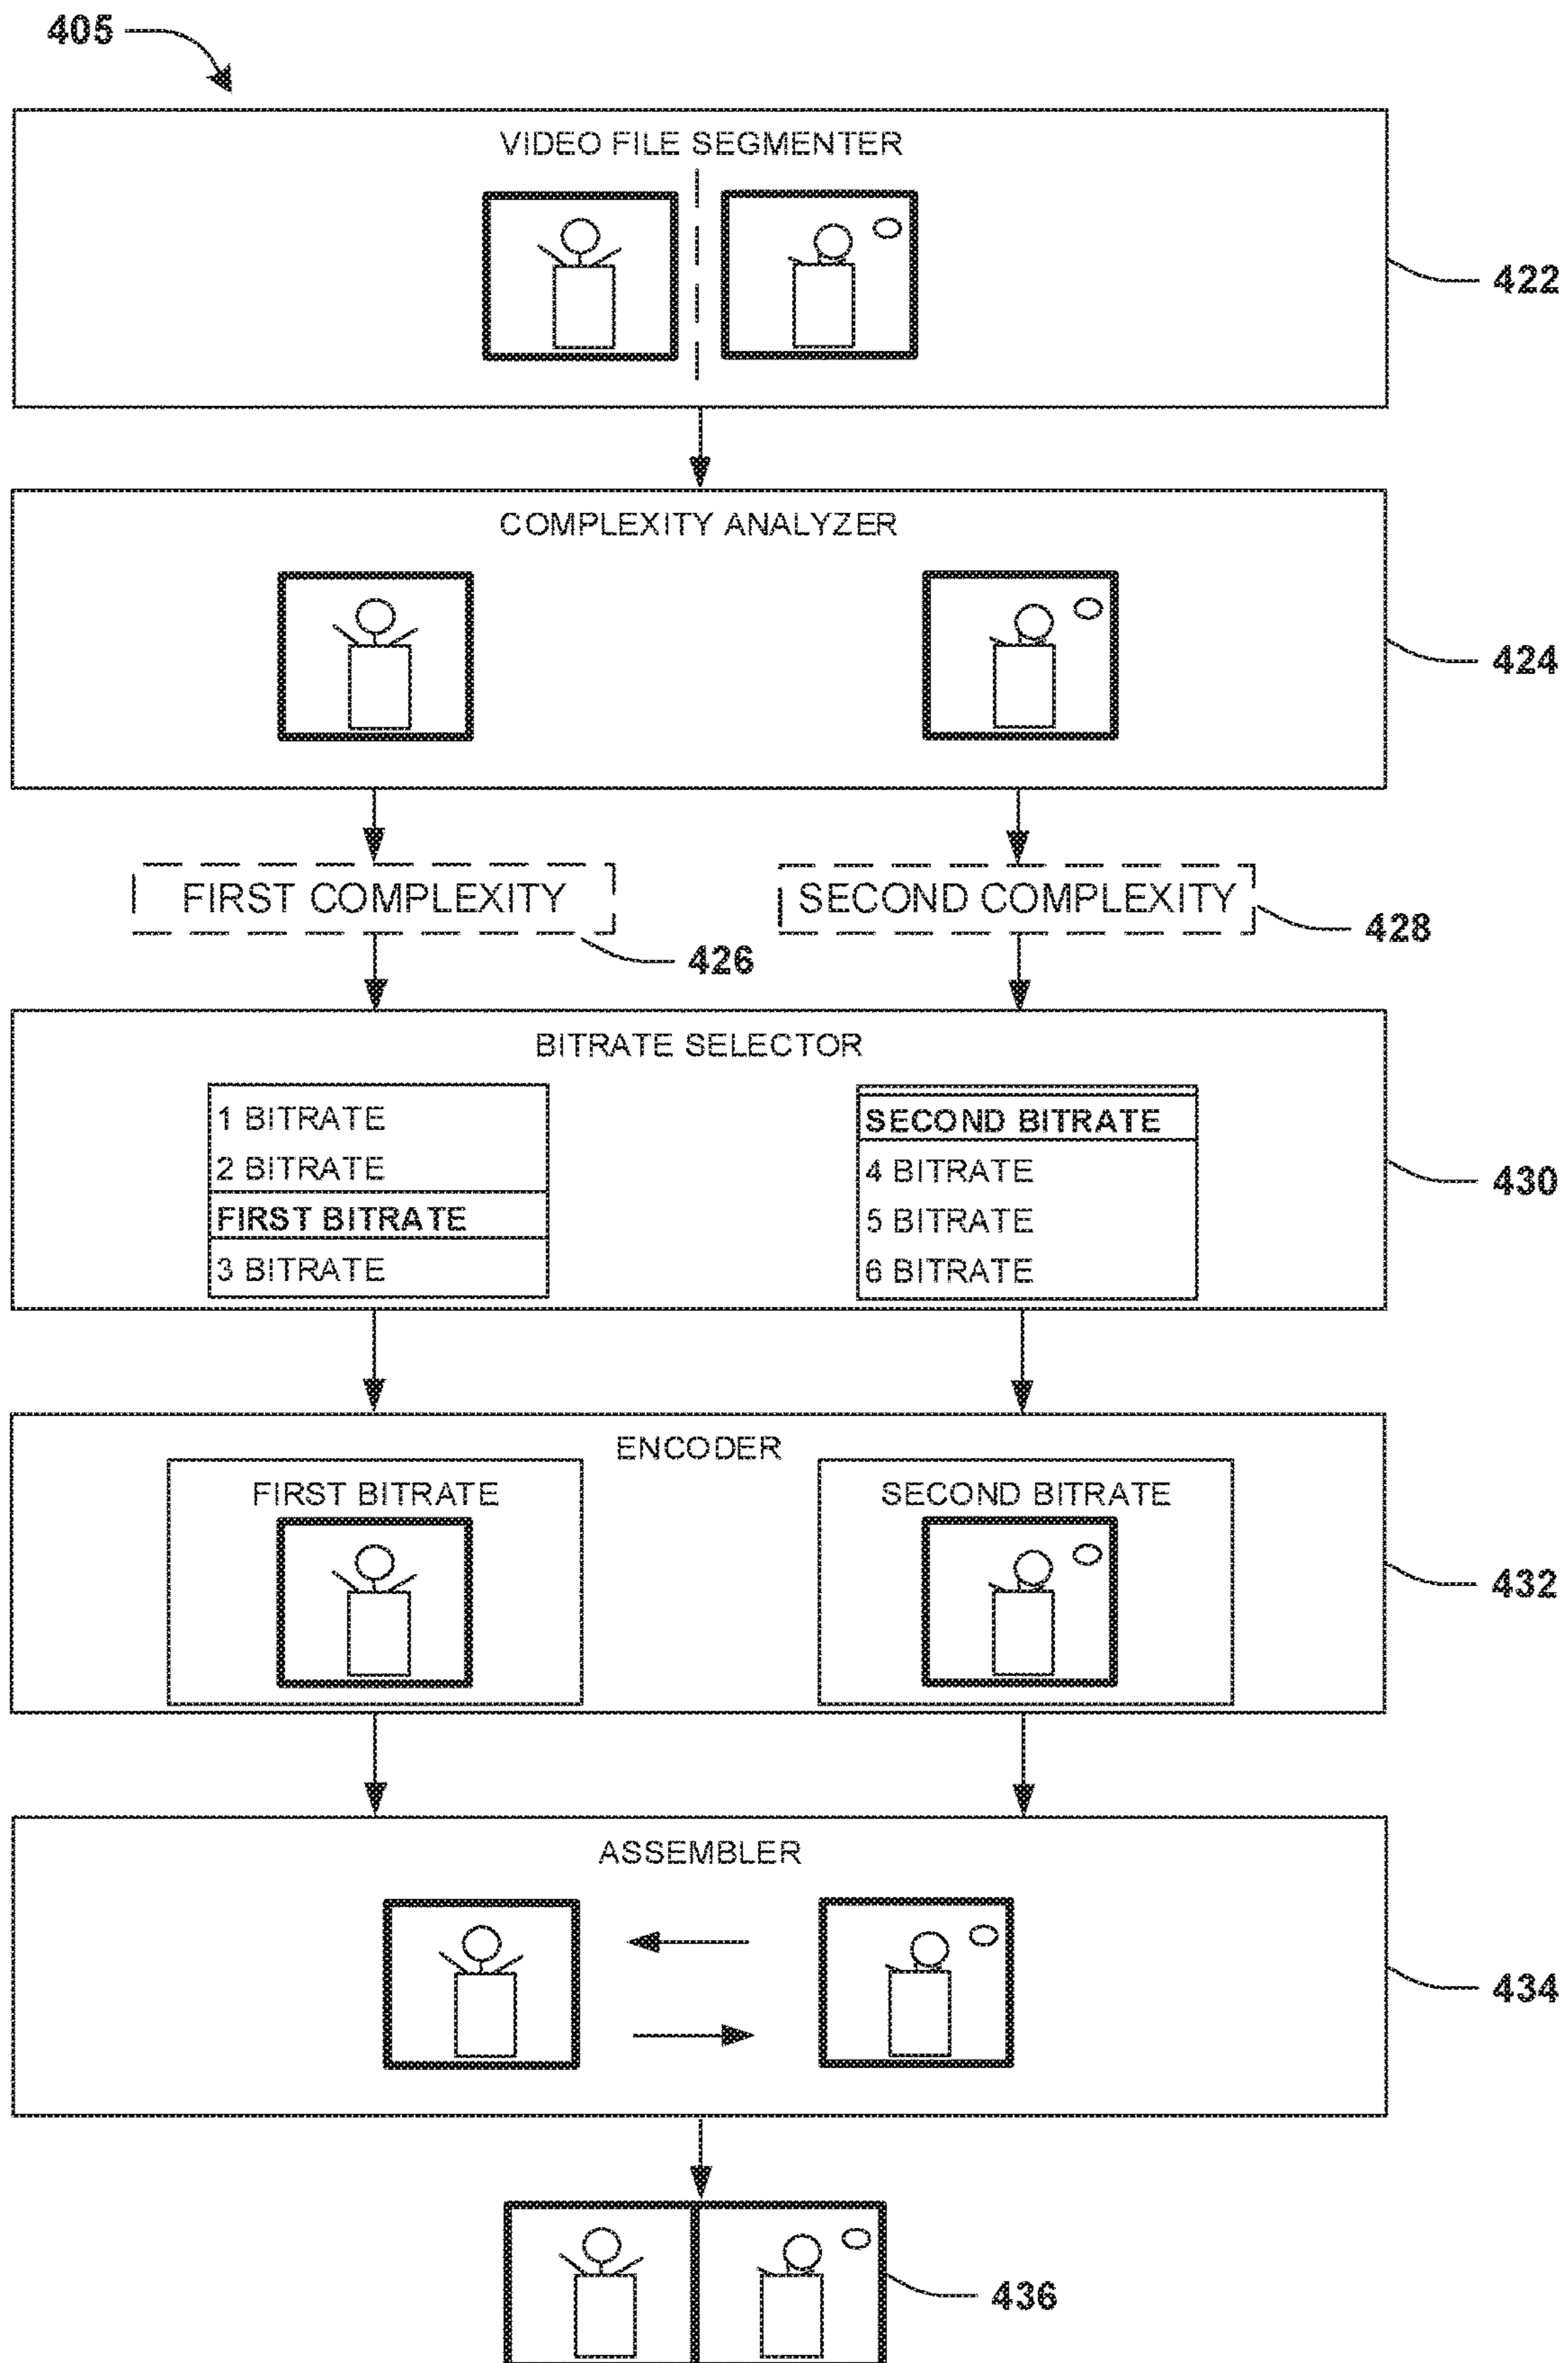 405
VIDEO FILE SEGMENTER
422
COMPLEXITY ANALYZER
424
FIRST COMPLEXITY
SECOND COMPLEXITY
428
426
BITRATE SELECTOR
1 BITRATE
2 BITRATE
FIRST BITRATE
3 BITRATE
SECOND BITRATE
4 BITRATE
5 BITRATE
6 BITRATE
430
ENCODER
FIRST BITRATE
SECOND BITRATE
432
ASSEMBLER
434
436